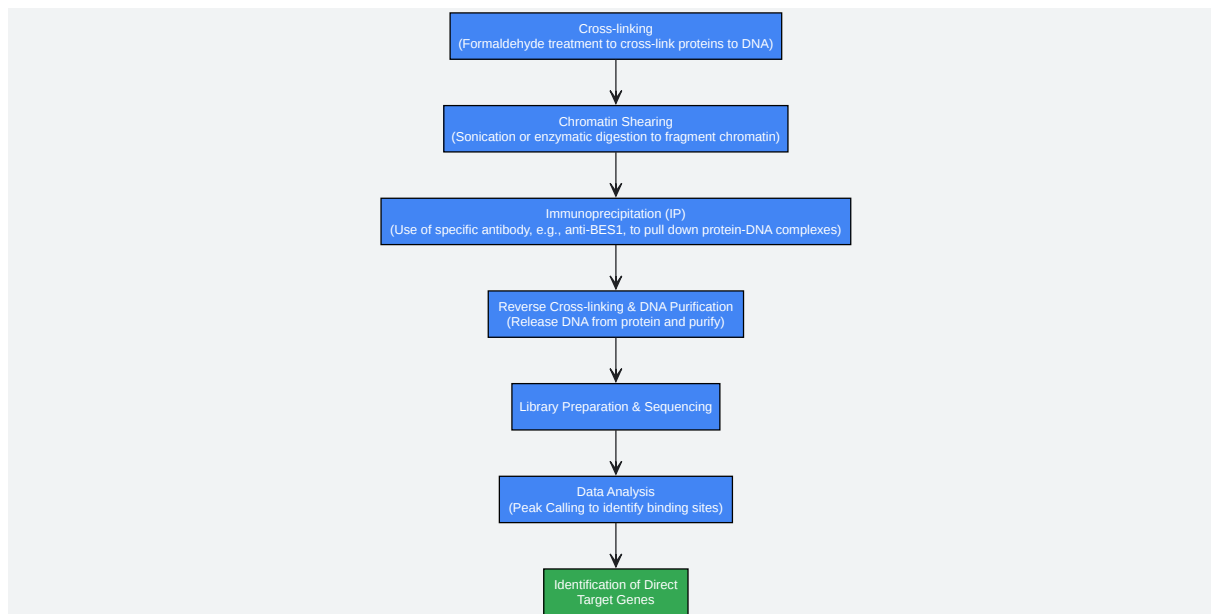 Cross-linking
(Formaldehyde treatment to cross-link proteins to DNA)
Chromatin Shearing
(Sonication or enzymatic digestion to fragment chromatin)
Immunoprecipitation (IP)
(Use of specific antibody, e.g., anti-BES1, to pull down protein-DNA complexes)
Reverse Cross-linking & DNA Purification
(Release DNA from protein and purify)
Library Preparation & Sequencing
Data Analysis
(Peak Calling to identify binding sites)
Identification of Direct
Target Genes